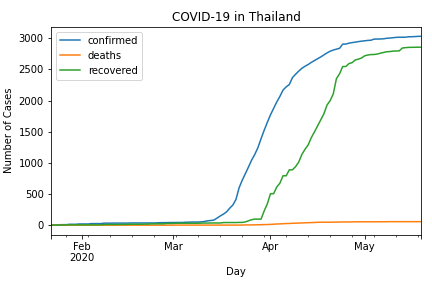 COVID-19 in Thailand
confirmed
deaths
recovered
Number of Cases
3000
2500
2000
1500
1000
500
0
Feb
2020
Mar
Apr
May
Day